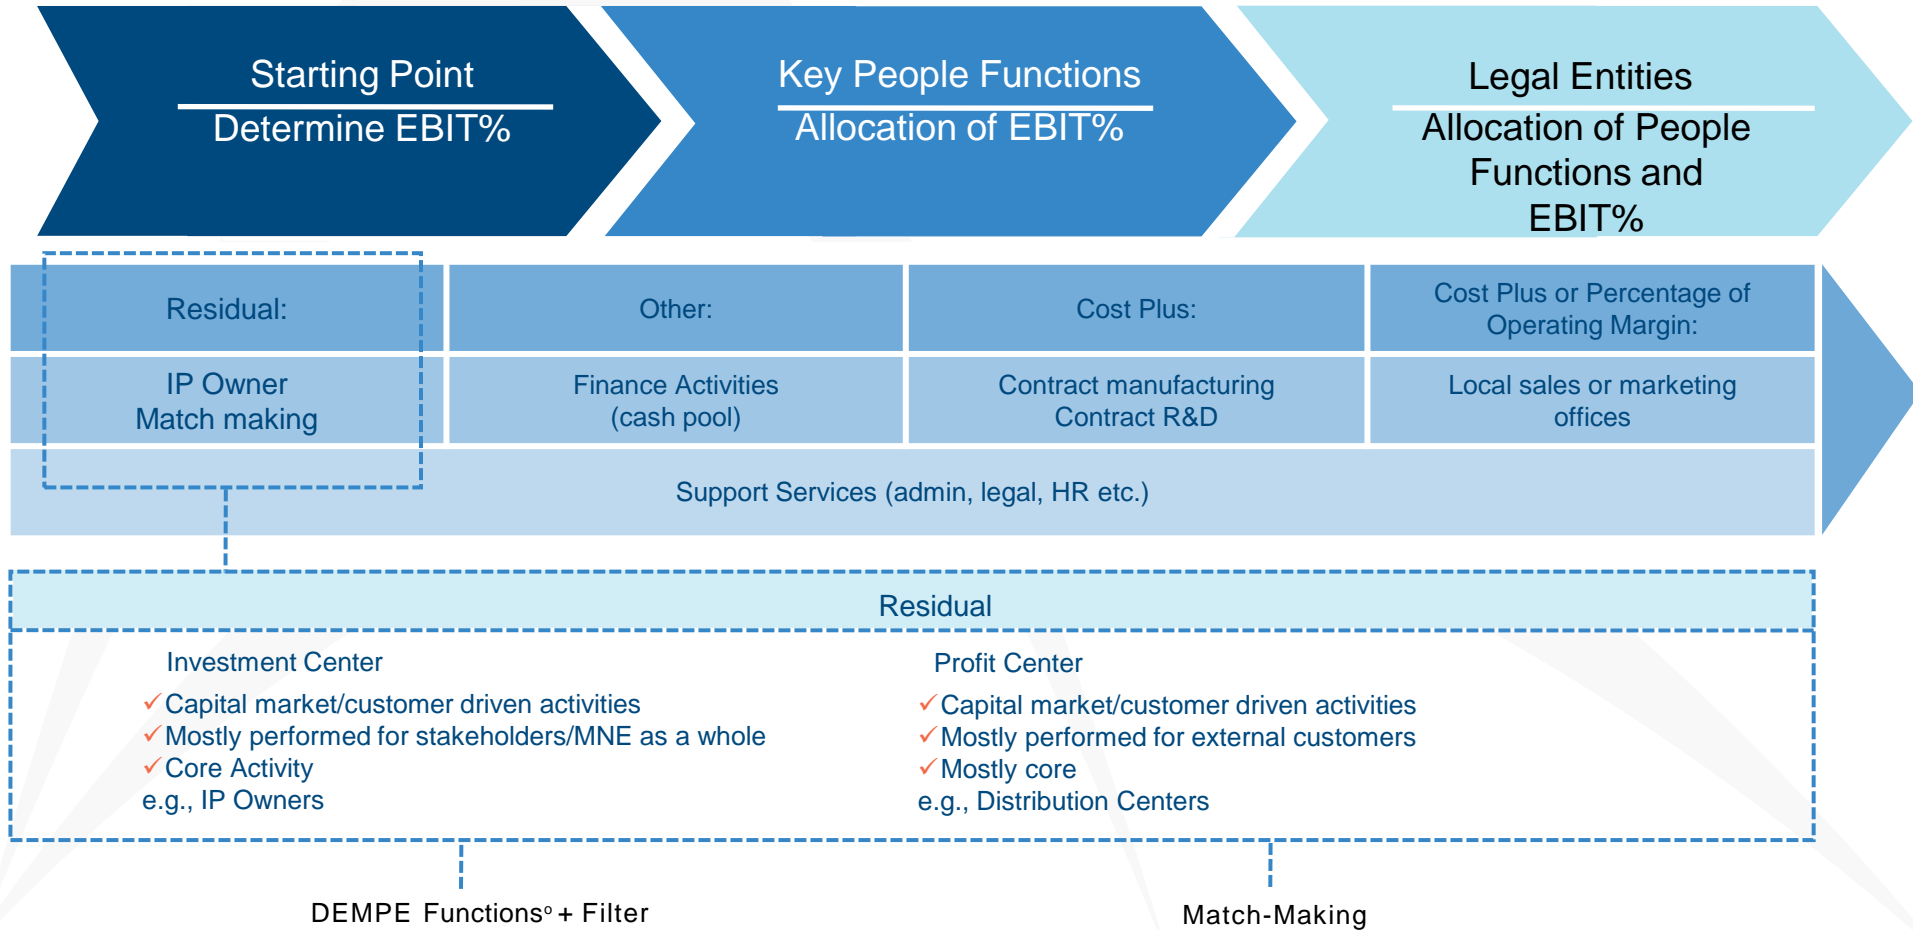 Starting Point
Determine EBIT%
Key People Functions
Allocation of EBIT%
Legal Entities
Allocation of People
Functions and
EBIT%
Residual:
Other:
Cost Plus:
Cost Plus or Percentage of
Operating Margin:
IP Owner
Match making
Finance Activities
(cash pool)
Contract manufacturing
Contract R&D
Local sales or marketing
offices
Support Services (admin, legal, HR etc.)
Residual
Investment Center
✓Capital market/customer driven activities
✓Mostly performed for stakeholders/MNE as a whole
✓Core Activity
e.g., IP Owners
Profit Center
✓Capital market/customer driven activities
✓Mostly performed for external customers
✓Mostly core
e.g., Distribution Centers
DEMPE Functionsº + Filter
Match-Making